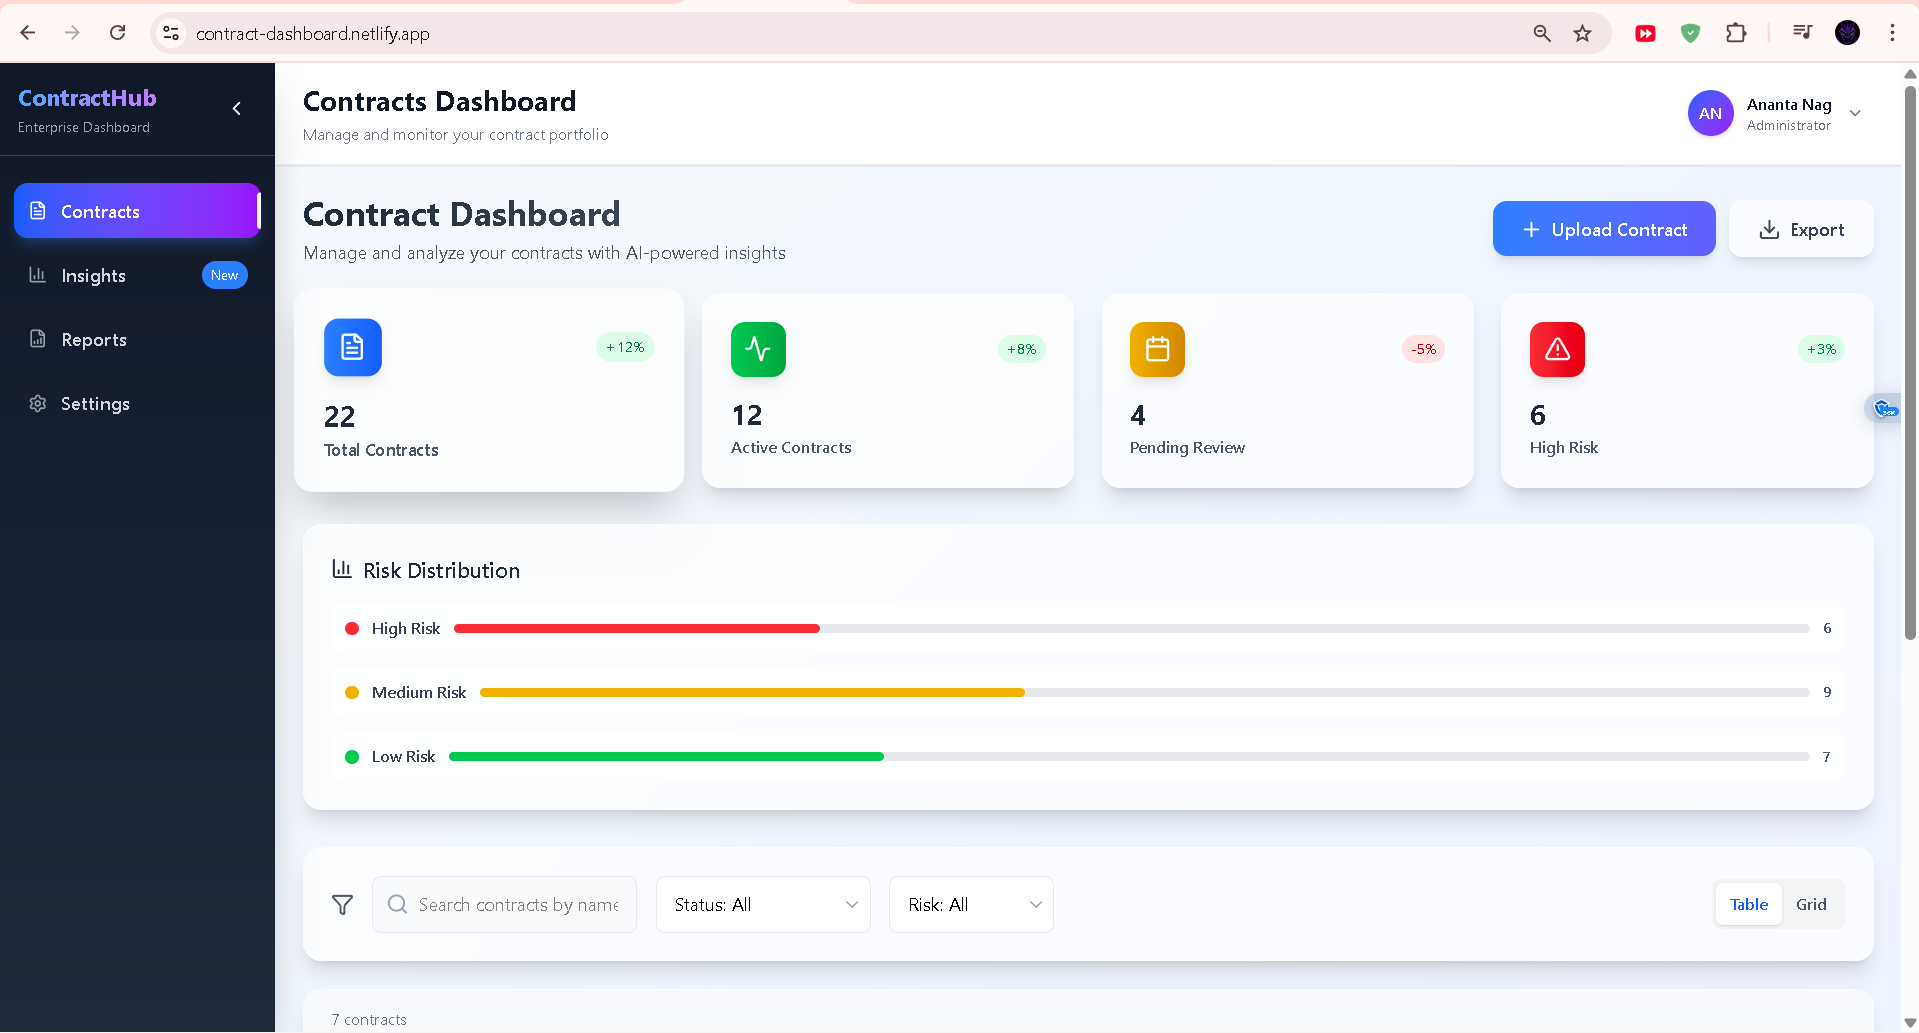 contract-dashboard.netlify.app
ContractHub
Enterprise Dashboard
Contracts
Insights
New
Reports
Settings
Contracts Dashboard
Manage and monitor your contract portfolio
AN
Ananta Nag
Administrator
Contract Dashboard
Manage and analyze your contracts with AI-powered insights
Upload Contract
Export
+12%
22
Total Contracts
+8%
12
Active Contracts
-5%
4
Pending Review
+3%
6
High Risk
Risk Distribution
High Risk
6
Medium Risk
9
Low Risk
7
Search contracts by name
Status: All
Risk: All
Table
Grid
7 contracts